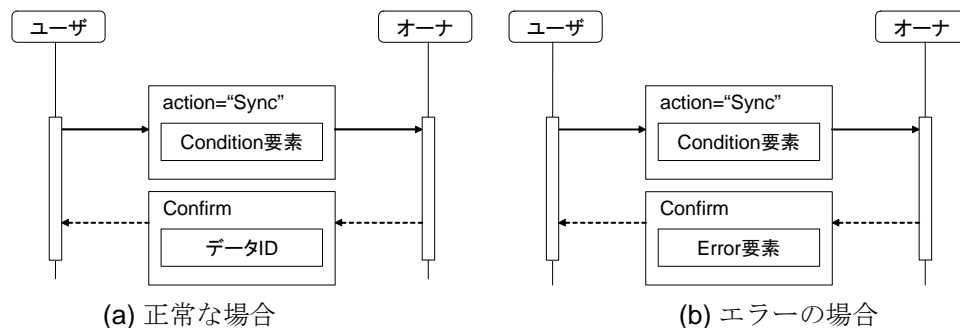 ユーザ
オーナ
action=“Sync”
Condition要素
Confirm
データID
(a) 正常な場合
ユーザ
オーナ
action=“Sync”
Condition要素
Confirm
Error要素
(b) エラーの場合